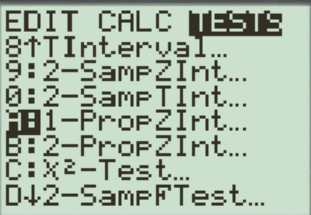 EDIT CALC TESTS
8↑TInterval…
9:2-SampZInt…
0:2-SampTInt…
A:1-PropZInt…
B:2-PropZInt…
C:χ²-Test…
D↓2-SampFTest…